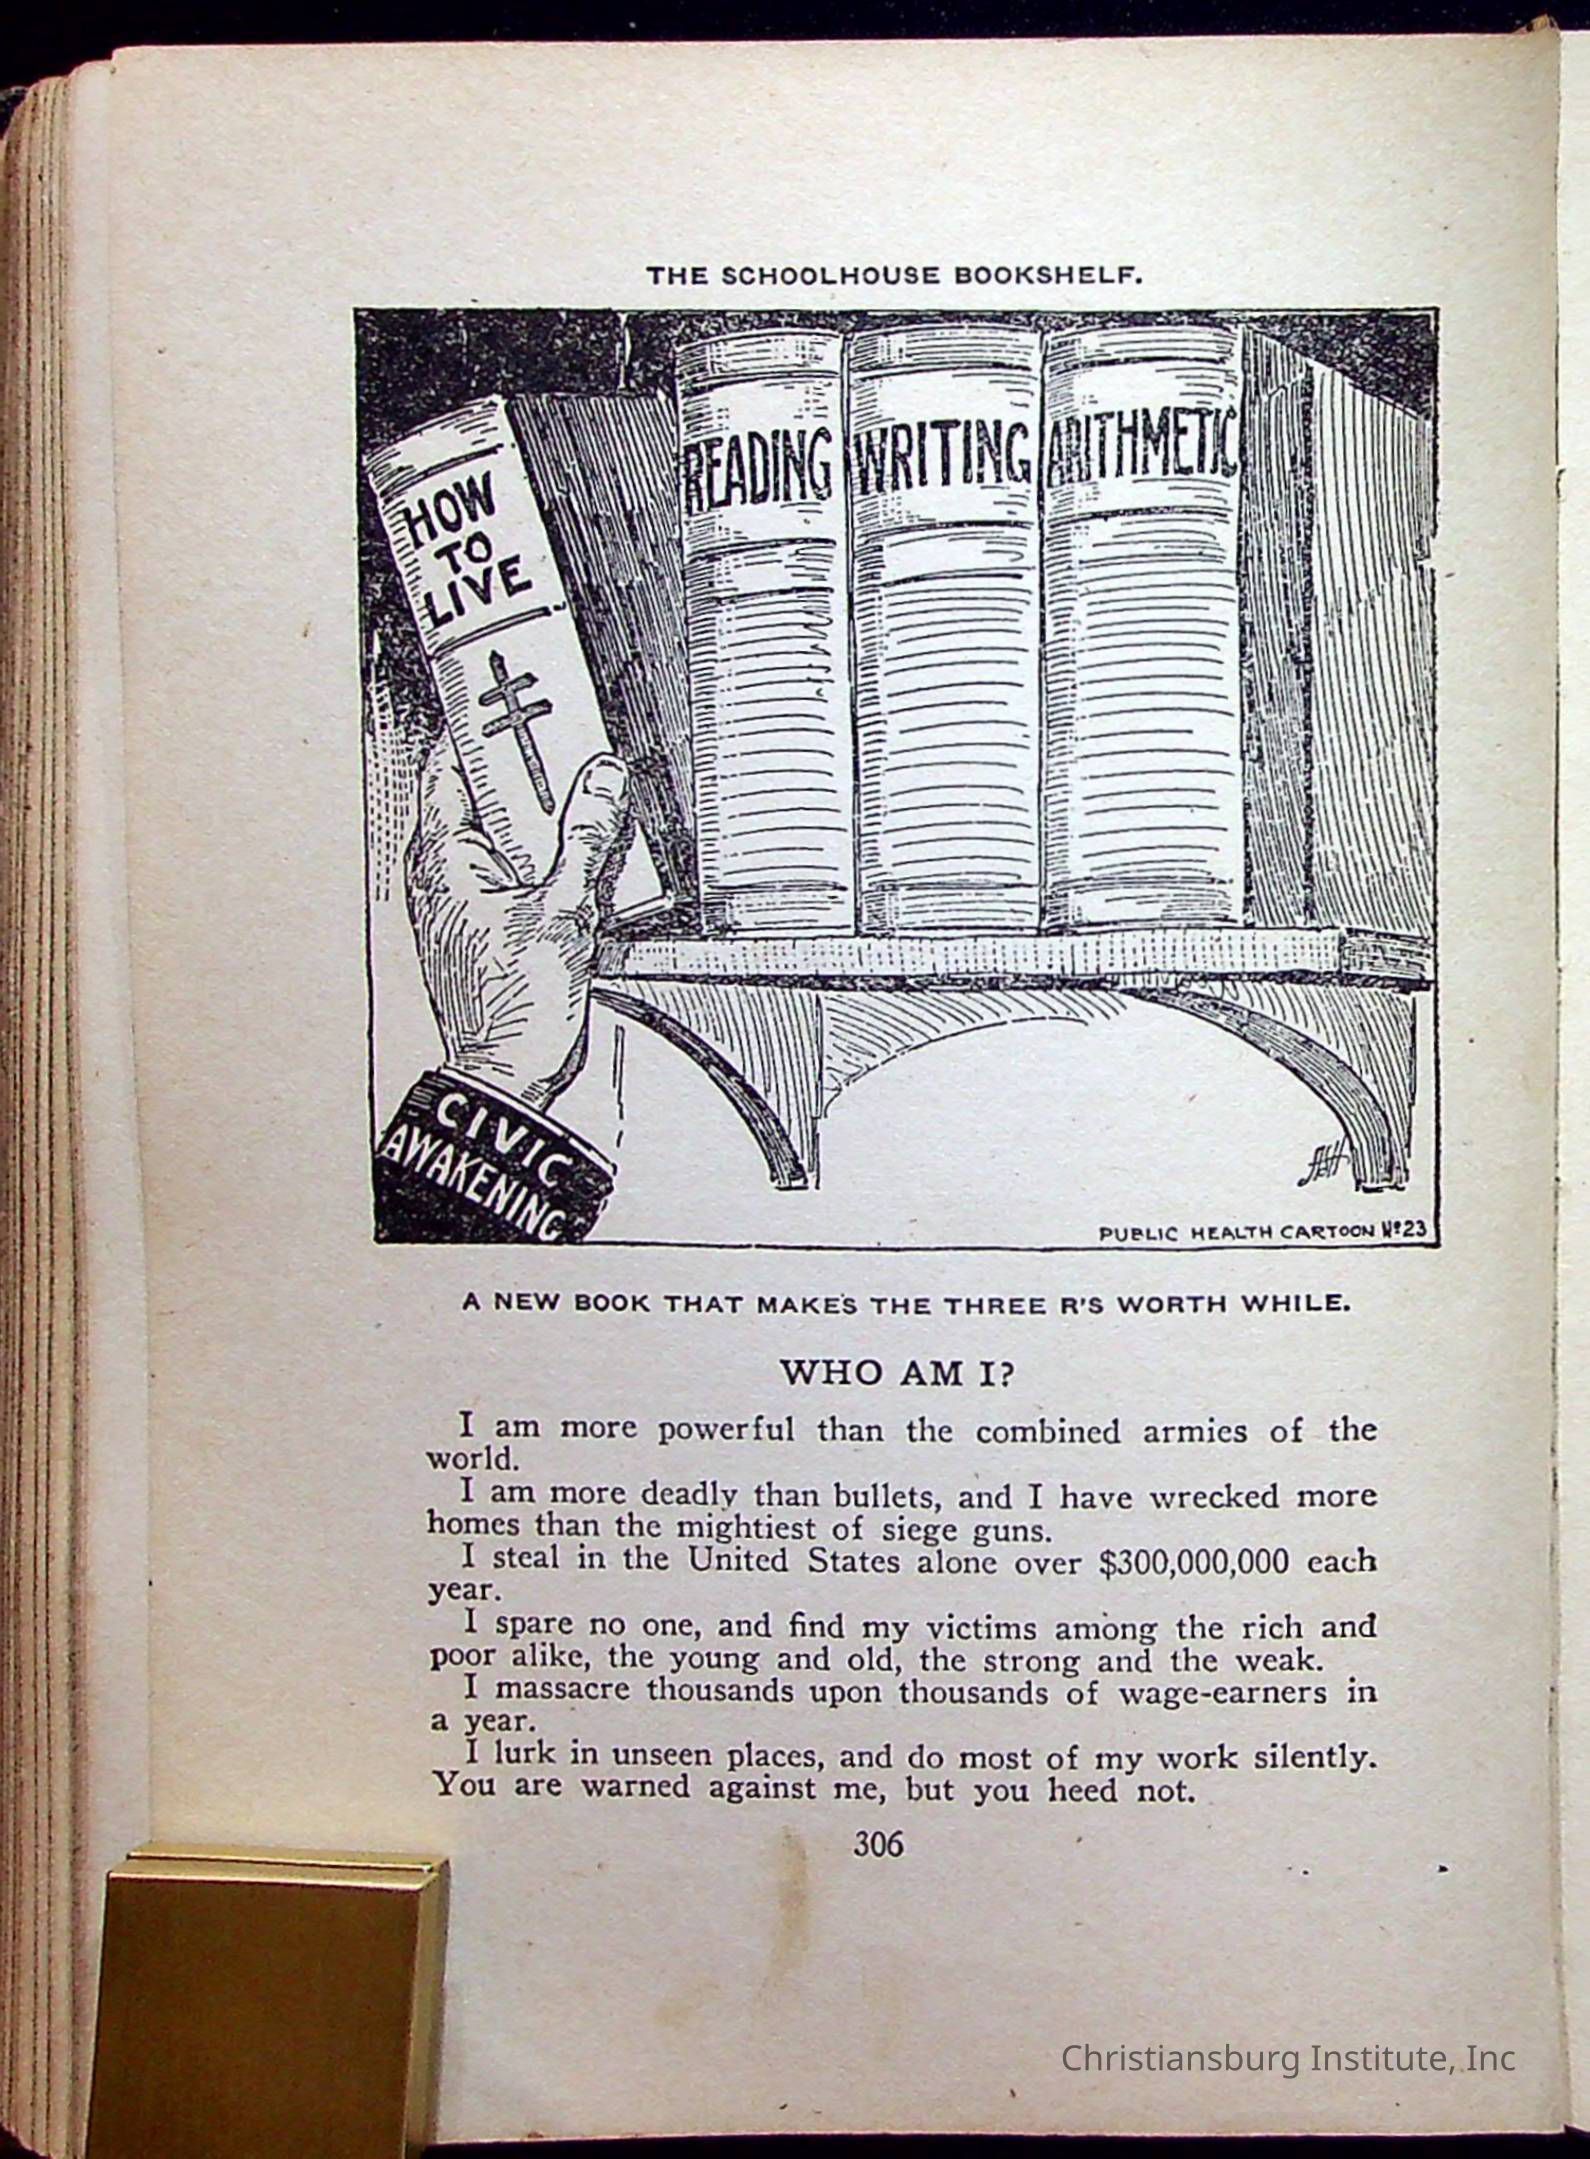 THE SCHOOLHOUSE BOOKSHELF.
HOW
TO
LIVE
READING
WRITING
ARITHMETIC
CIVIC
AWAKENING
PUBLIC HEALTH CARTOON Nº 23
A NEW BOOK THAT MAKES THE THREE R'S WORTH WHILE.
WHO AM I?
I am more powerful than the combined armies of the
world.
I am more deadly than bullets, and I have wrecked more
homes than the mightiest of siege guns.
I steal in the United States alone over $300,000,000 each
year.
I spare no one, and find my victims among the rich and
poor alike, the young and old, the strong and the weak.
I massacre thousands upon thousands of wage-earners in
a year.
I lurk in unseen places, and do most of my work silently.
You are warned against me, but you heed not.
306
Christiansburg Institute, Inc